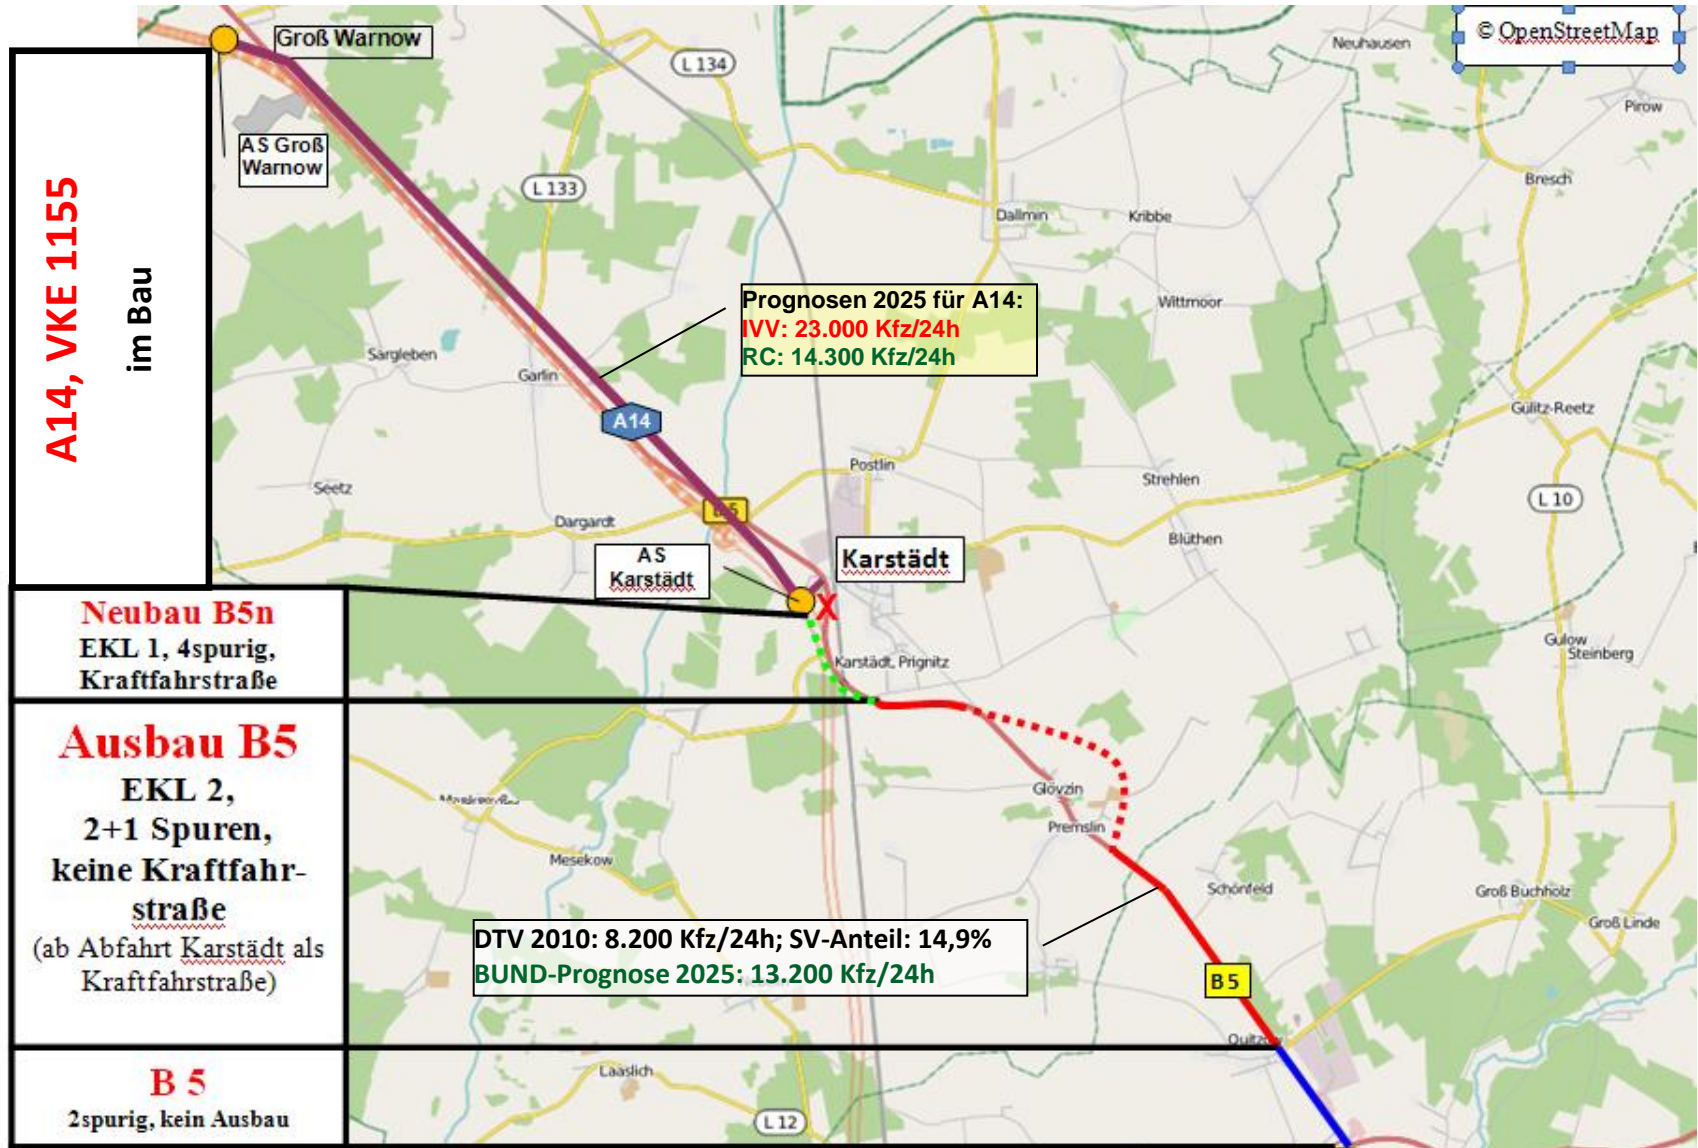 © OpenStreetMap
Groß Warnow
AS Groß
Warnow
L 134
L 133
Neuhausen
Pirow
Bresch
Dallmin
Kribbe
Wittmoor
A14, VKE 1155
im Bau
Prognosen 2025 für A14:
IVV: 23.000 Kfz/24h
RC: 14.300 Kfz/24h
Sargleben
Garlin
A14
Gülitz-Reetz
Postlin
Strehlen
Seetz
L 10
Dargardt
Blüthen
AS
Karstädt
Karstädt
X
Neubau B5n
EKL 1, 4spurig,
Kraftfahrstraße
Karstädt, Prignitz
Gulow
Steinberg
Ausbau B5
EKL 2,
2+1 Spuren,
keine Kraftfahr-
straße
(ab Abfahrt Karstädt als
Kraftfahrstraße)
Glövzin
Premslin
Mesekow
Schönfeld
Groß Buchholz
Groß Linde
DTV 2010: 8.200 Kfz/24h; SV-Anteil: 14,9%
BUND-Prognose 2025: 13.200 Kfz/24h
B 5
Laaslich
L 12
B 5
2spurig, kein Ausbau